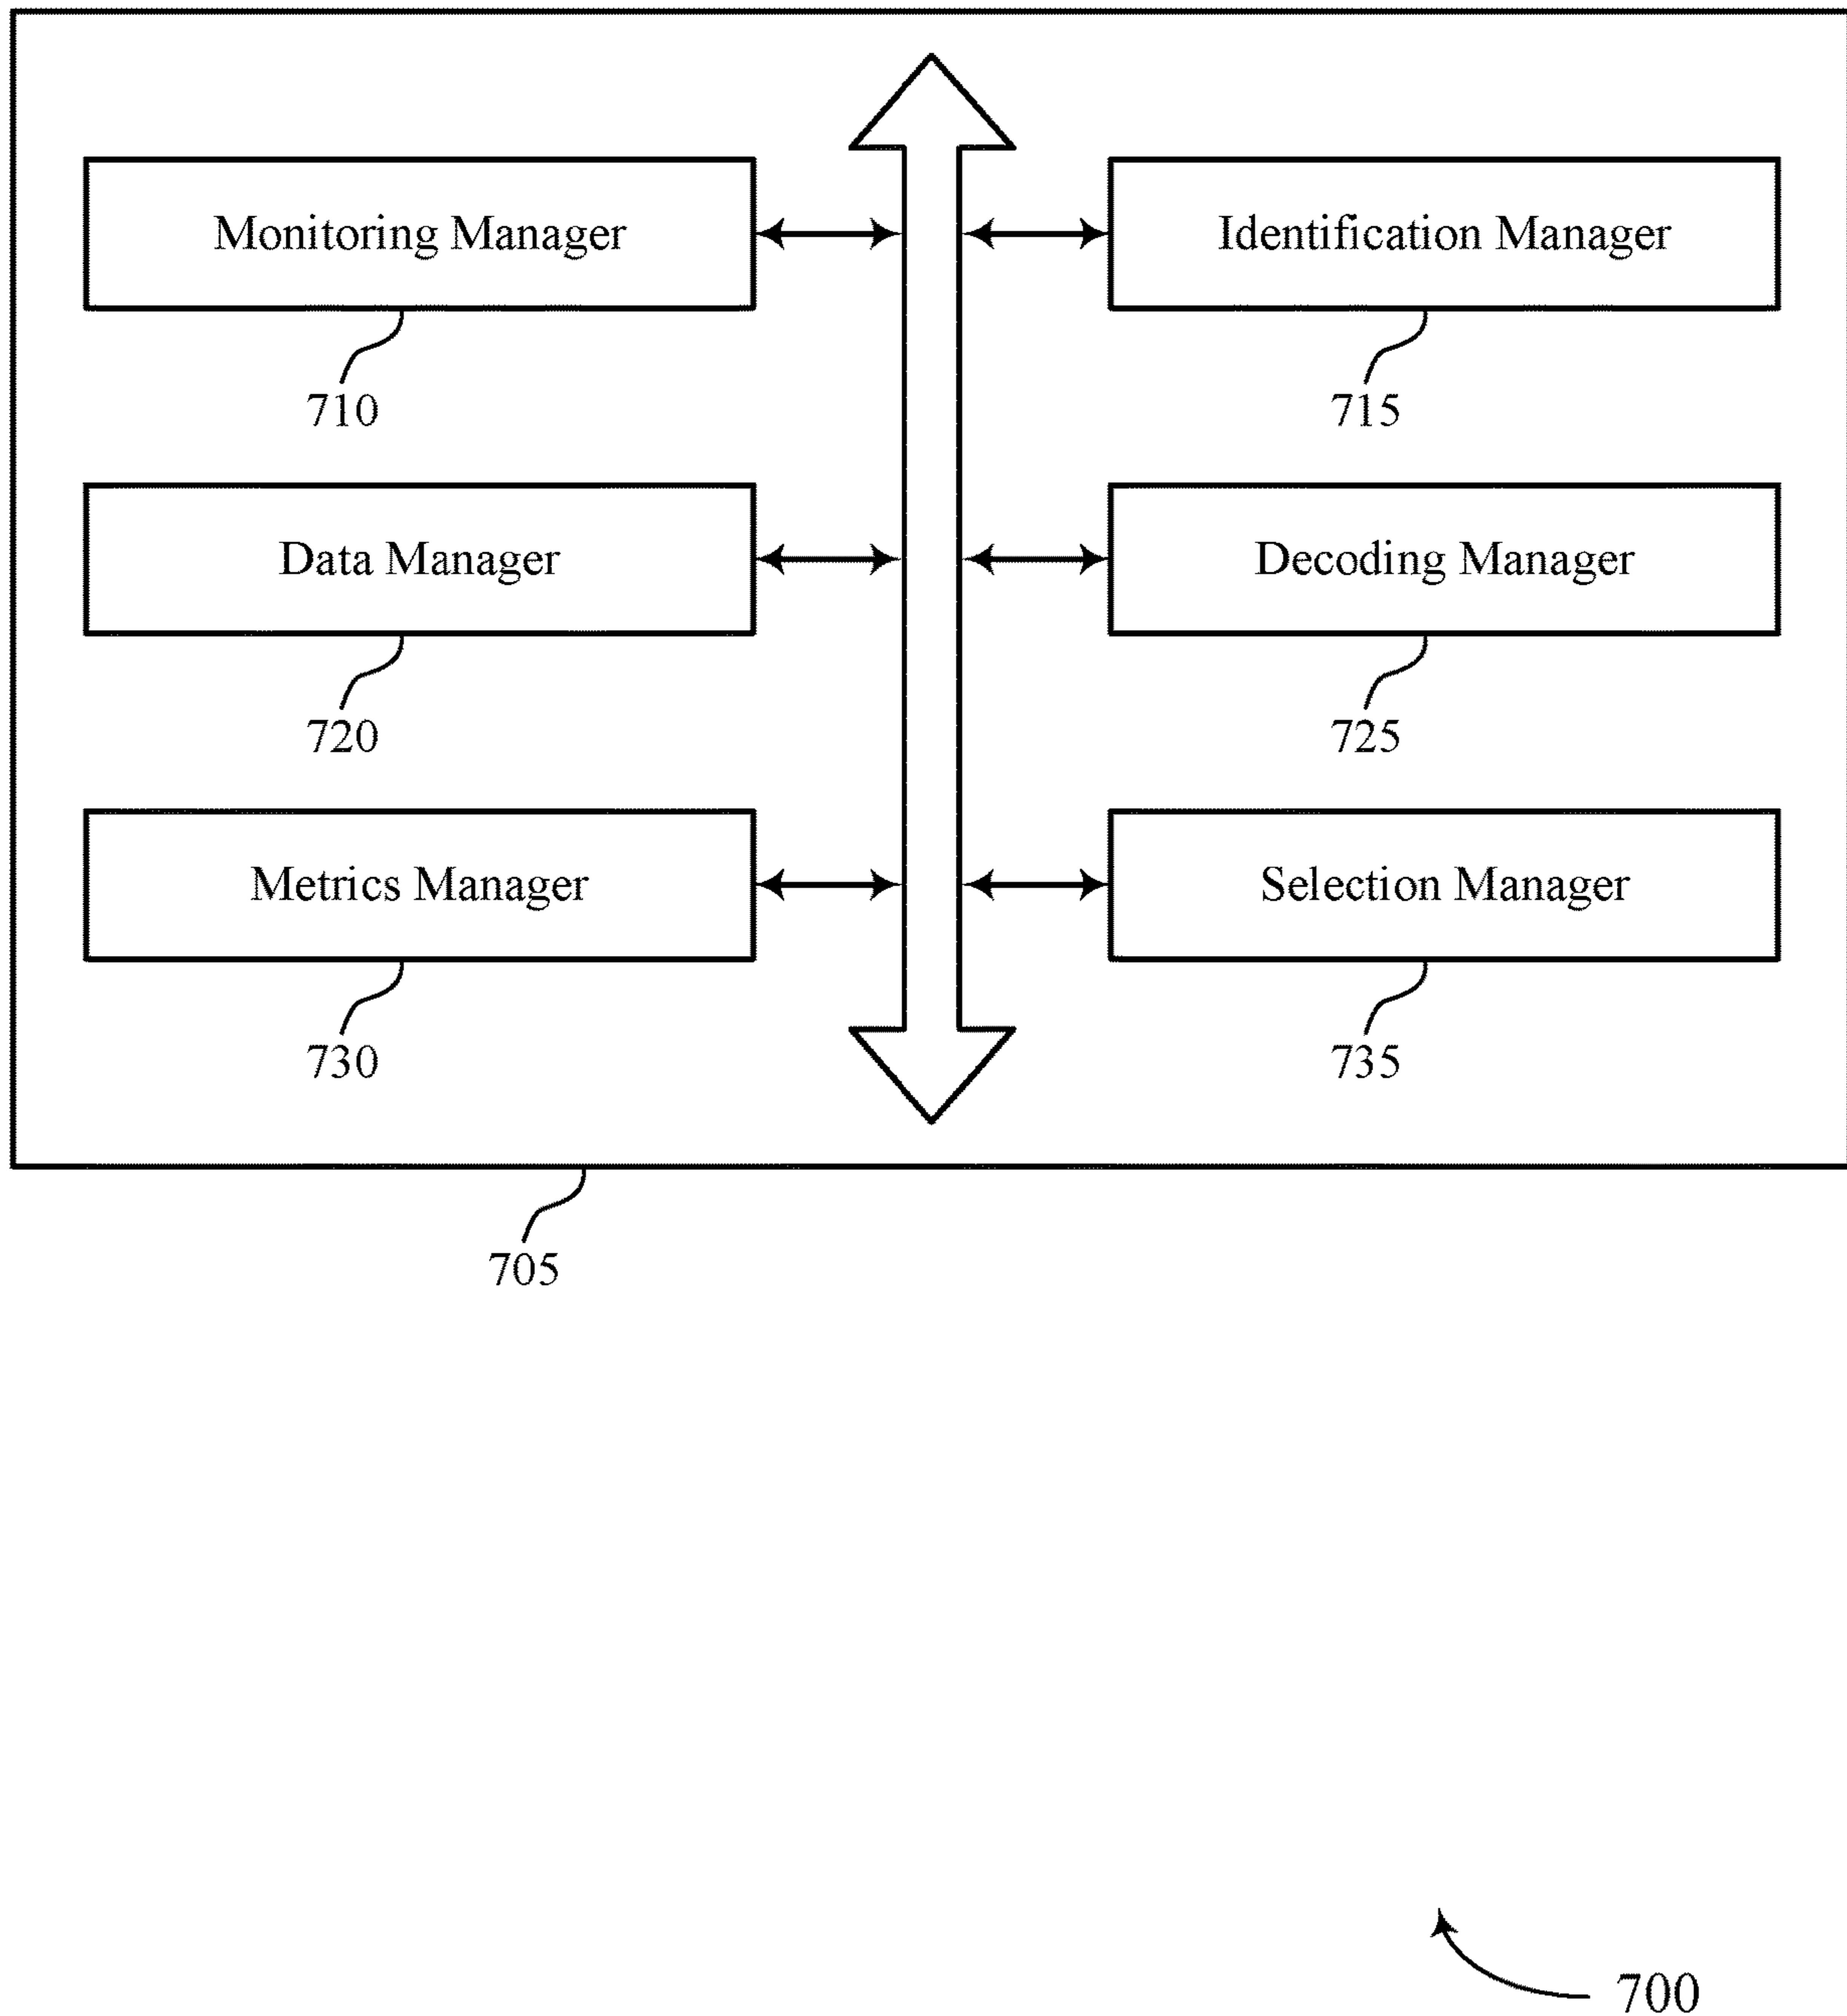 Monitoring Manager
Identification Manager
710
715
Data Manager
Decoding Manager
720
725
Metrics Manager
Selection Manager
730
735
705
700